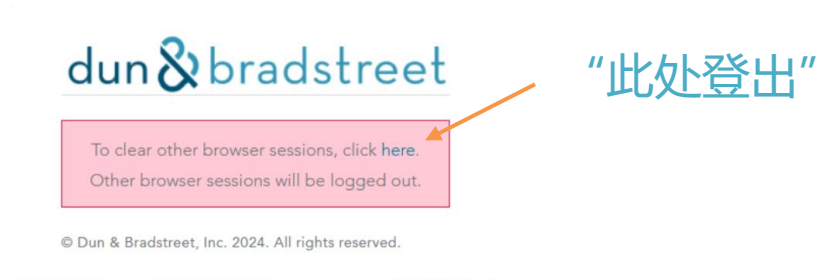 dun & bradstreet
“此处登出”
To clear other browser sessions, click here.
Other browser sessions will be logged out.
© Dun & Bradstreet, Inc. 2024. All rights reserved.